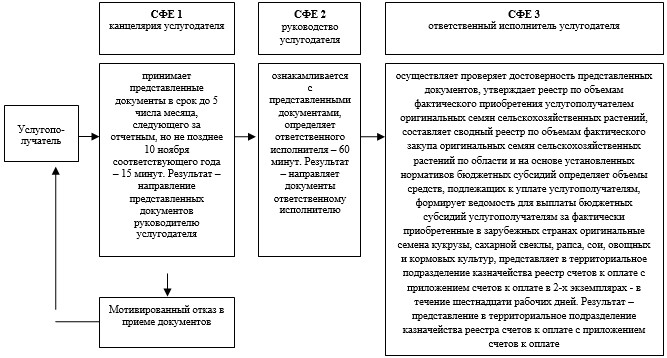 СФЕ 1
канцелярия услугодателя
СФЕ 2
руководство
услугодателя
СФЕ 3
ответственный исполнитель услугодателя
Услугопо-
лучатель
принимает
представленные
документы в срок до 5
числа месяца,
следующего за
отчетным, но не позднее
10 ноября
соответствующего года
– 15 минут. Результат –
направление
представленных
документов
руководителю
услугодателя
ознакамливается
с
представленными
документами,
определяет
ответственного
исполнителя – 60
минут. Результат
– направляет
документы
ответственному
исполнителю
осуществляет проверяет достоверность представленных
документов, утверждает реестр по объемам
фактического приобретения услугополучателем
оригинальных семян сельскохозяйственных растений,
составляет сводный реестр по объемам фактического
закупа оригинальных семян сельскохозяйственных
растений по области и на основе установленных
нормативов бюджетных субсидий определяет объемы
средств, подлежащих к уплате услугополучателям,
формирует ведомость для выплаты бюджетных
субсидий услугополучателям за фактически
приобретенные в зарубежных странах оригинальные
семена кукурузы, сахарной свеклы, рапса, сои, овощных
и кормовых культур, представляет в территориальное
подразделение казначейства реестр счетов к оплате с
приложением счетов к оплате в 2-х экземплярах - в
течение шестнадцати рабочих дней. Результат –
представление в территориальное подразделение
казначейства реестра счетов к оплате с приложением
счетов к оплате
Мотивированный отказ в
приеме документов